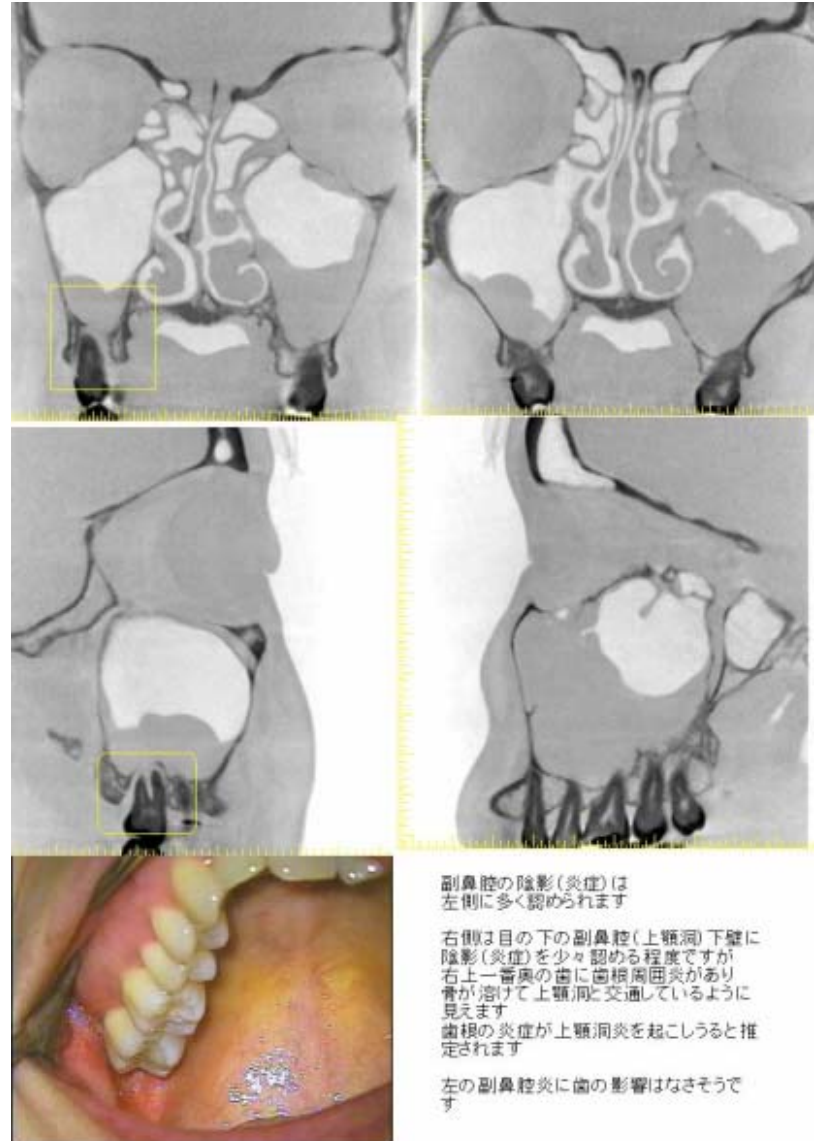 副鼻腔の陰影(炎症)は
左側に多く認められます
右側は目の下の副鼻腔(上顎洞)下壁に
陰影(炎症)を少々認める程度ですが
右上一番奥の歯に歯根周囲炎があり
骨が溶けて上顎洞と交通しているように
見えます
歯根の炎症が上顎洞炎を起こしうると推
定されます
左の副鼻腔炎に歯の影響はなさそうで
す